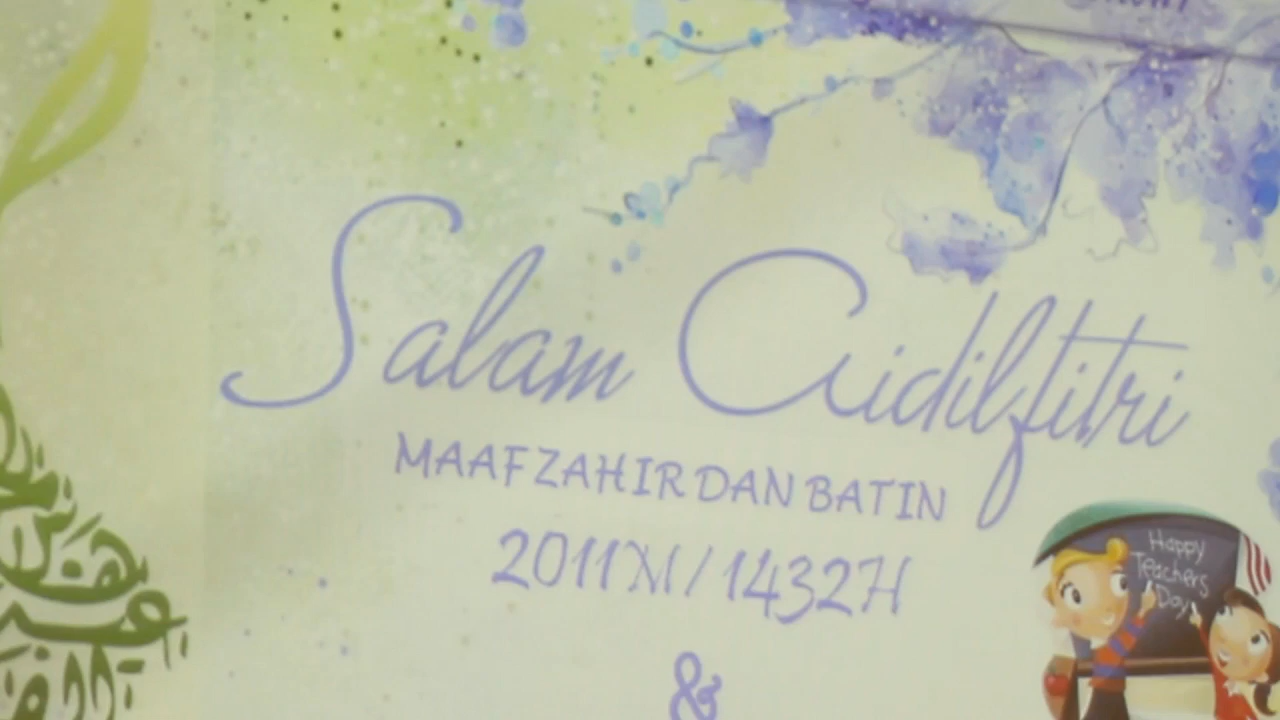 Salam Aidilfitri
MAAF ZAHIR DAN BATIN
2011M / 1432H
&
Happy
Teachers
Day